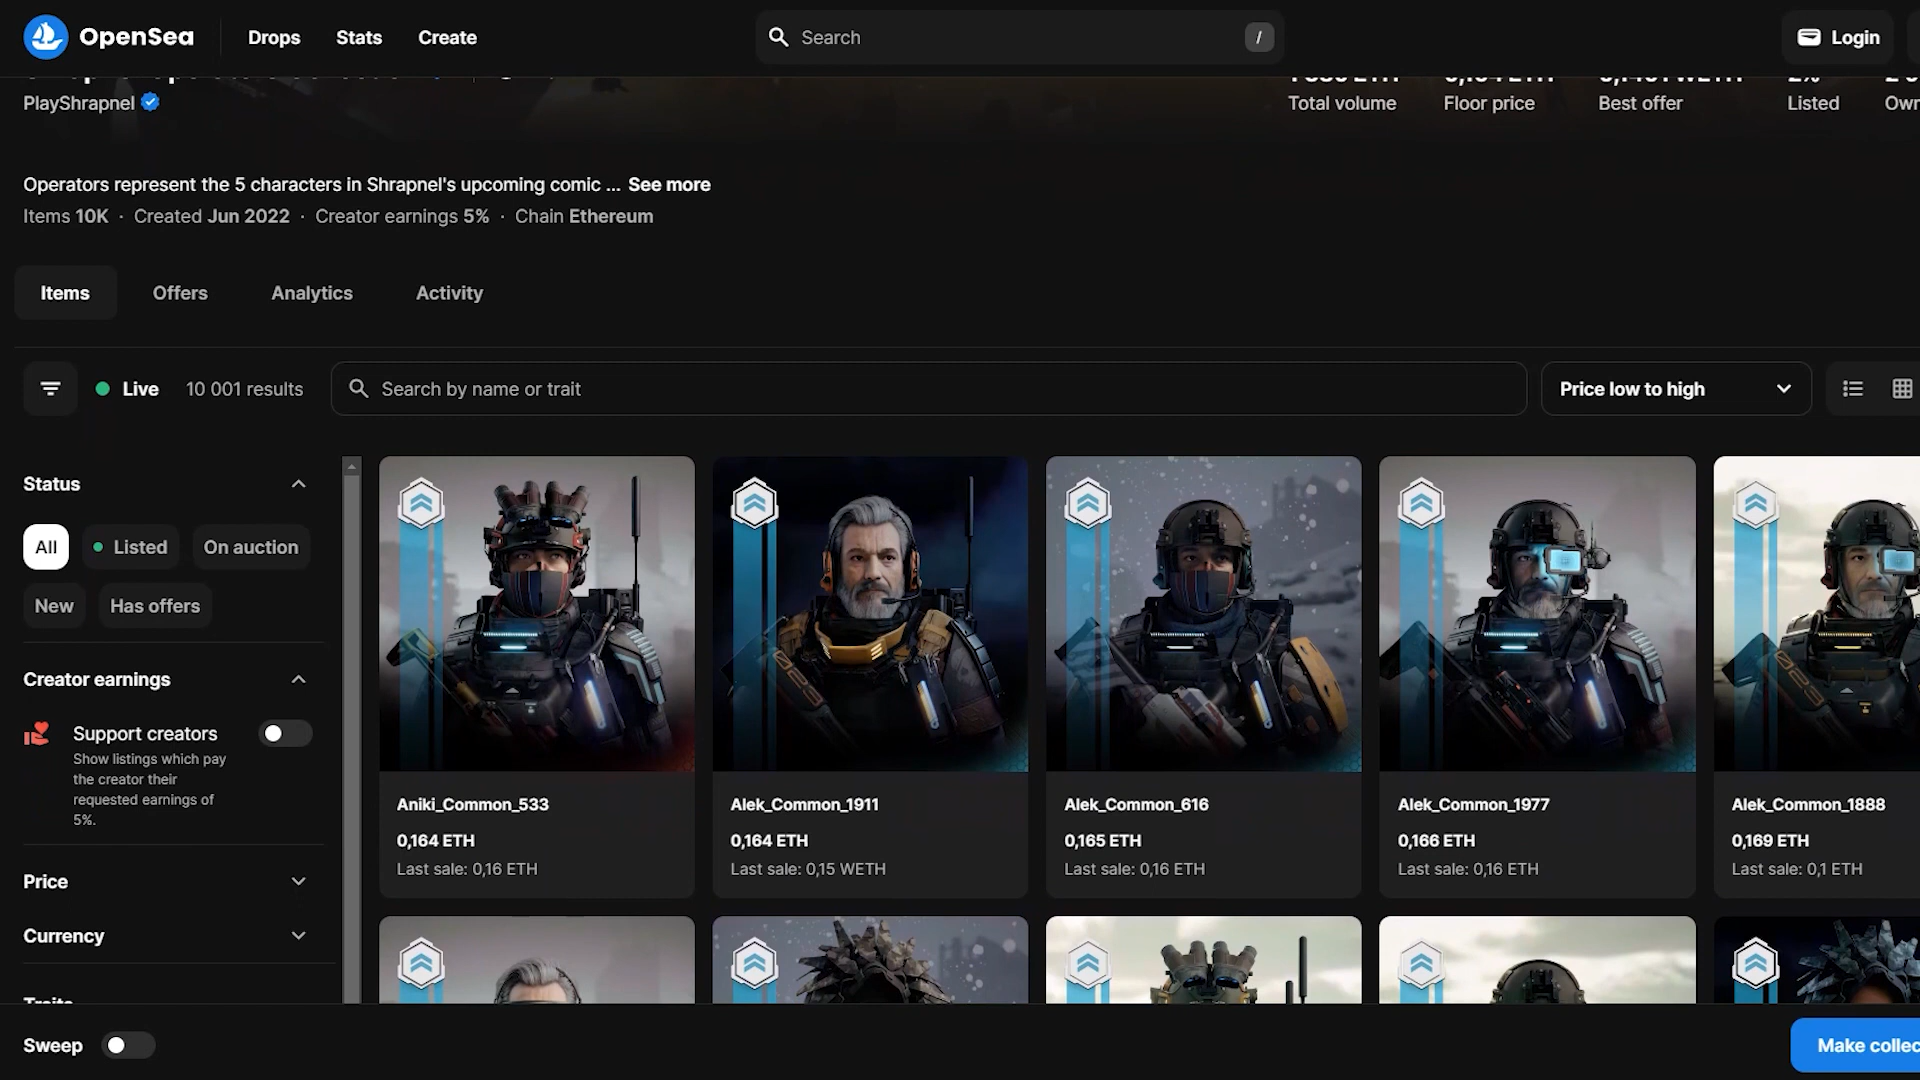 OpenSea
Drops
Stats
Create
Search
/
Login
PlayShrapnel
Total volume
Floor price
Best offer
Listed
Operators represent the 5 characters in Shrapnel's upcoming comic ... See more
Items 10K · Created Jun 2022 · Creator earnings 5% · Chain Ethereum
Items
Offers
Analytics
Activity
Live
10 001 results
Search by name or trait
Price low to high
Status
All
Listed
On auction
New
Has offers
Creator earnings
Support creators
Show listings which pay
the creator their
requested earnings of
5%.
Price
Currency
Traits
Aniki_Common_533
0,164 ETH
Last sale: 0,16 ETH
Alek_Common_1911
0,164 ETH
Last sale: 0,15 WETH
Alek_Common_616
0,165 ETH
Last sale: 0,16 ETH
Alek_Common_1977
0,166 ETH
Last sale: 0,16 ETH
Alek_Common_1888
0,169 ETH
Last sale: 0,1 ETH
Sweep
Make collec